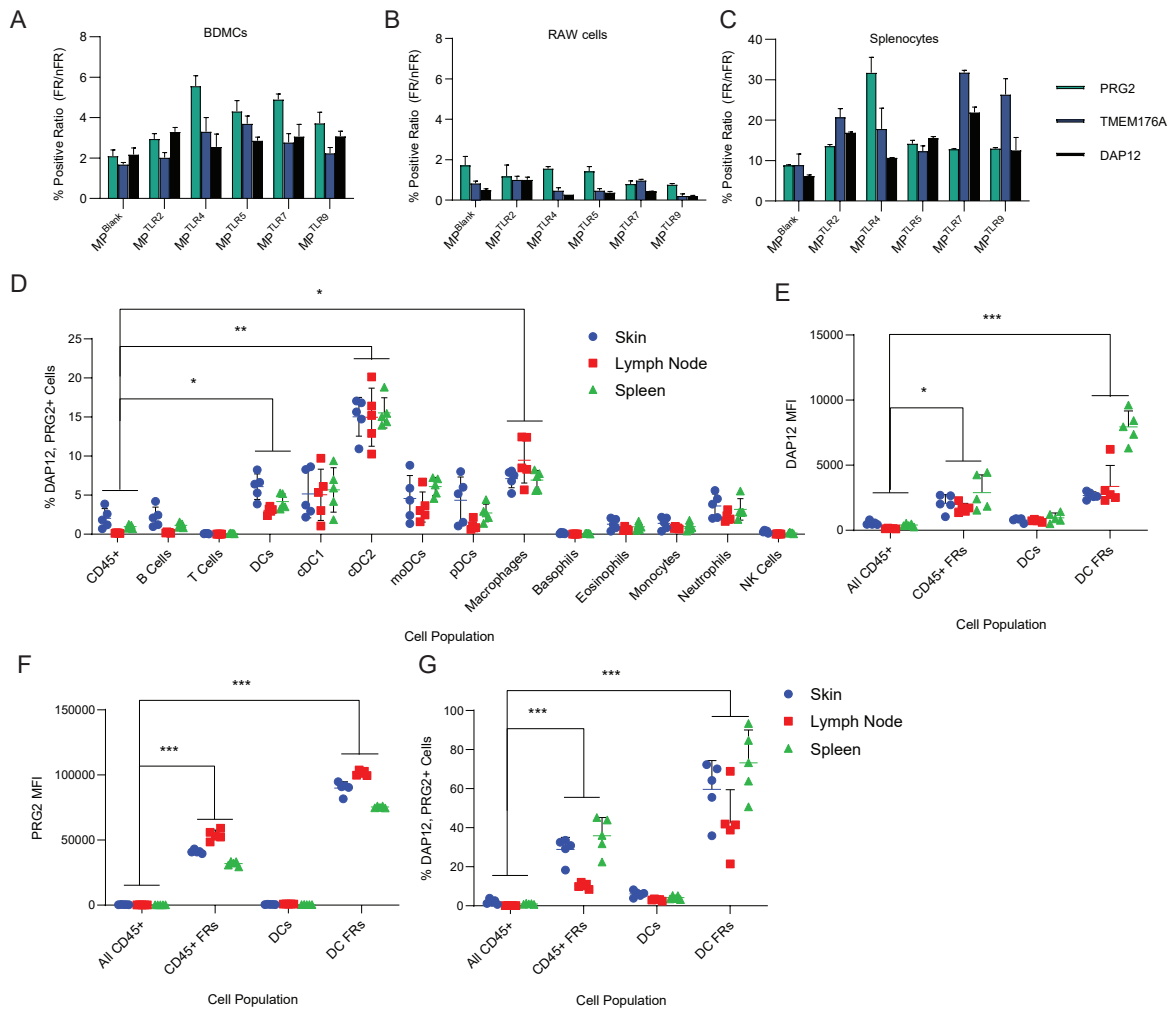 A
BDMCs
% Positive Ratio (FR/nFR)
8
6
4
2
0
MP^Blank
MP^TLR2
MP^TLR4
MP^TLR5
MP^TLR7
MP^TLR9
B
RAW cells
% Positive Ratio (FR/nFR)
8
6
4
2
0
MP^Blank
MP^TLR2
MP^TLR4
MP^TLR5
MP^TLR7
MP^TLR9
C
Splenocytes
% Positive Ratio (FR/nFR)
40
30
20
10
0
MP^Blank
MP^TLR2
MP^TLR4
MP^TLR5
MP^TLR7
MP^TLR9
PRG2
TMEM176A
DAP12
D
% DAP12, PRG2+ Cells
25
20
15
10
5
0
*
**
*
Skin
Lymph Node
Spleen
CD45+
B Cells
T Cells
DCs
cDC1
cDC2
moDCs
pDCs
Macrophages
Basophils
Eosinophils
Monocytes
Neutrophils
NK Cells
Cell Population
E
DAP12 MFI
15000
10000
5000
0
***
*
All CD45+
CD45+ FRs
DCs
DC FRs
Cell Population
F
PRG2 MFI
150000
100000
50000
0
***
***
All CD45+
CD45+ FRs
DCs
DC FRs
Cell Population
G
% DAP12, PRG2+ Cells
100
80
60
40
20
0
***
***
All CD45+
CD45+ FRs
DCs
DC FRs
Cell Population
Skin
Lymph Node
Spleen